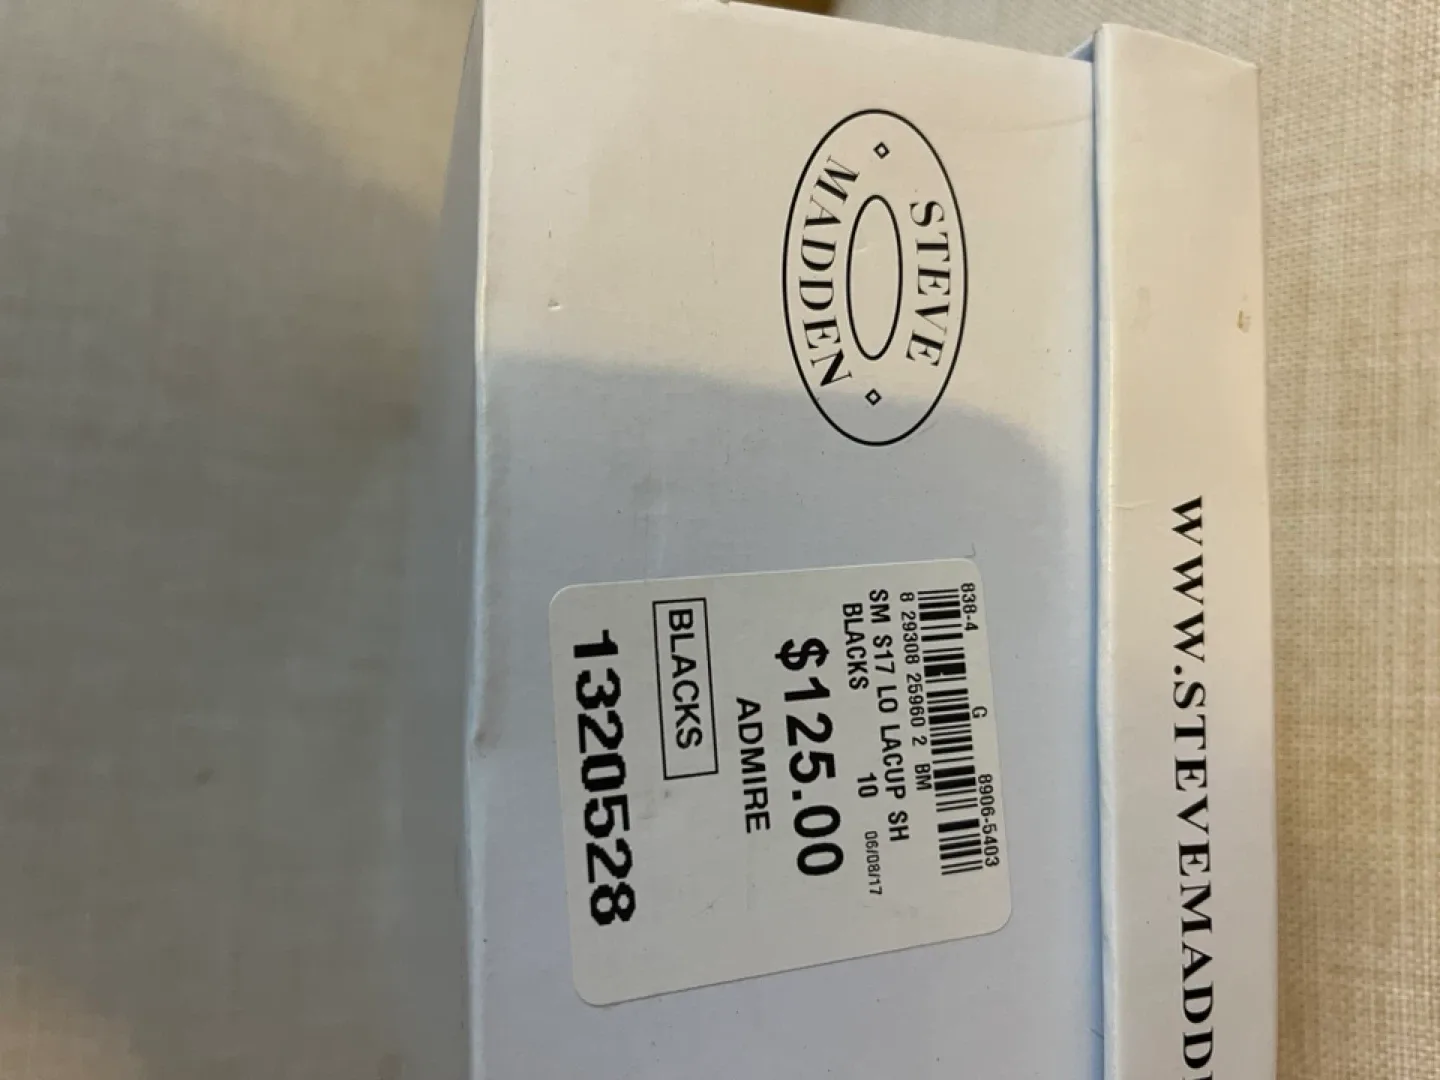 STEVE
MADDEN
WWW.STEVEMADD
838-4 G 8906-5403
8 29308 25960 2 BM
SM S17 LO LACUP SH
BLACKS 10 06/08/17
$125.00
ADMIRE
BLACKS
1320528